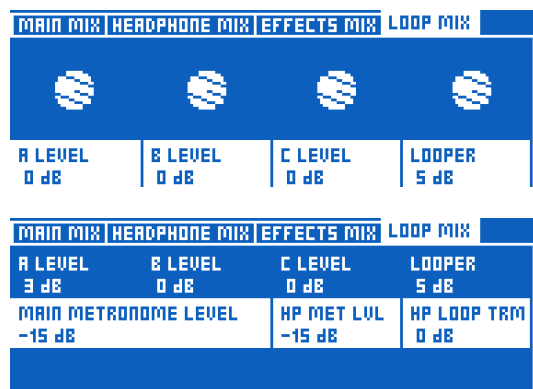 MAIN MIX HEADPHONE MIX EFFECTS MIX LOOP MIX
A LEVEL B LEVEL C LEVEL LOOPER
0 dB 0 dB 0 dB 5 dB
MAIN MIX HEADPHONE MIX EFFECTS MIX LOOP MIX
A LEVEL B LEVEL C LEVEL LOOPER
3 dB 0 dB 0 dB 5 dB
MAIN METRONOME LEVEL HP MET LVL HP LOOP TRM
-15 dB -15 dB 0 dB